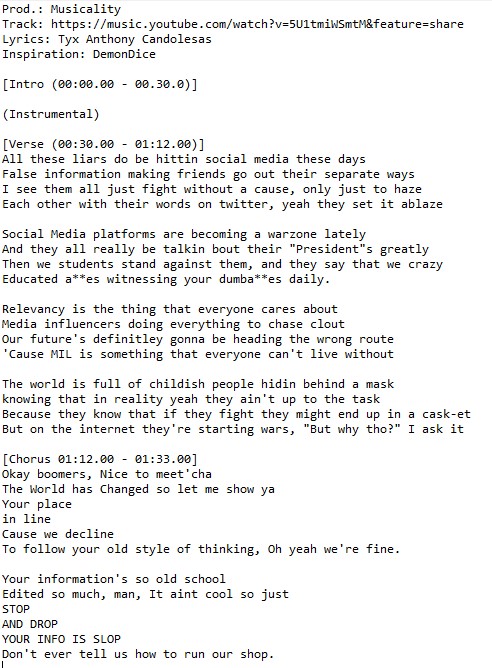 Prod.: Musicality
Track: https://music.youtube.com/watch?v=5U1tmiWSmtM&feature=share
Lyrics: Tyx Anthony Candolesas
Inspiration: DemonDice
[Intro (00:00.00 - 00.30.0)]
(Instrumental)
[Verse (00:30.00 - 01:12.00)]
All these liars do be hittin social media these days
False information making friends go out their separate ways
I see them all just fight without a cause, only just to haze
Each other with their words on twitter, yeah they set it ablaze
Social Media platforms are becoming a warzone lately
And they all really be talkin bout their "President"s greatly
Then we students stand against them, and they say that we crazy
Educated a**es witnessing your dumba**es daily.
Relevancy is the thing that everyone cares about
Media influencers doing everything to chase clout
Our future's definitley gonna be heading the wrong route
'Cause MIL is something that everyone can't live without
The world is full of childish people hidin behind a mask
knowing that in reality yeah they ain't up to the task
Because they know that if they fight they might end up in a cask-et
But on the internet they're starting wars, "But why tho?" I ask it
[Chorus 01:12.00 - 01:33.00]
Okay boomers, Nice to meet'cha
The World has Changed so let me show ya
Your place
in line
Cause we decline
To follow your old style of thinking, Oh yeah we're fine.
Your information's so old school
Edited so much, man, It aint cool so just
STOP
AND DROP
YOUR INFO IS SLOP
Don't ever tell us how to run our shop.